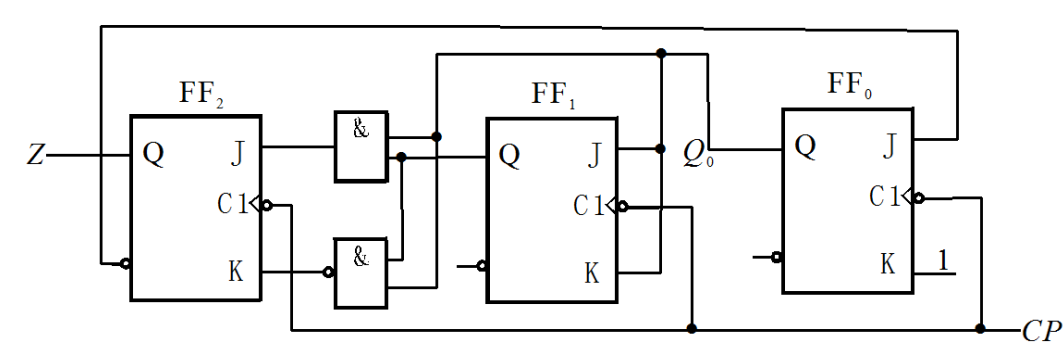 FF₂ FF₁ FF₀
& Q J C1 K
Z Q J C1 K
& Q₀ Q J C1 K 1
CP